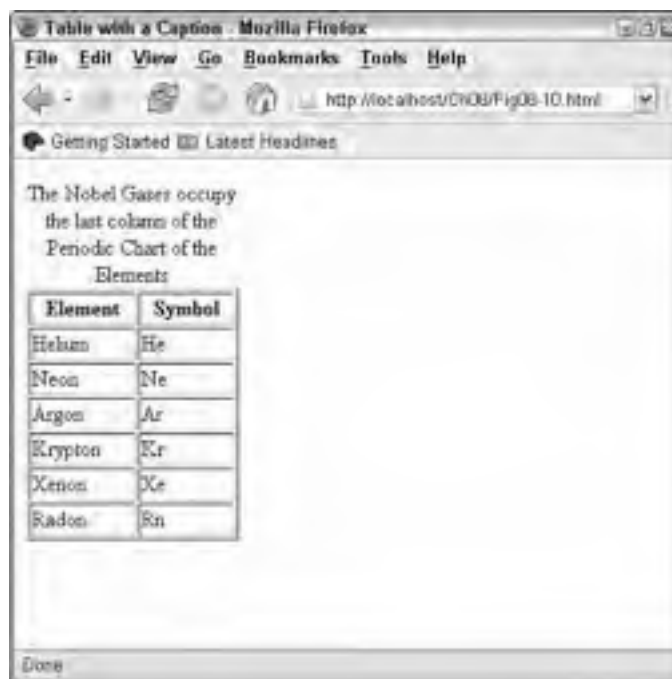 Table with a Caption - Mozilla Firefox
File Edit View Go Bookmarks Tools Help
http://localhost/Ch08/Fig08-10.html
Getting Started Latest Headlines
The Nobel Gases occupy
the last column of the
Periodic Chart of the
Elements
Element Symbol
Helium He
Neon Ne
Argon Ar
Krypton Kr
Xenon Xe
Radon Rn
Done